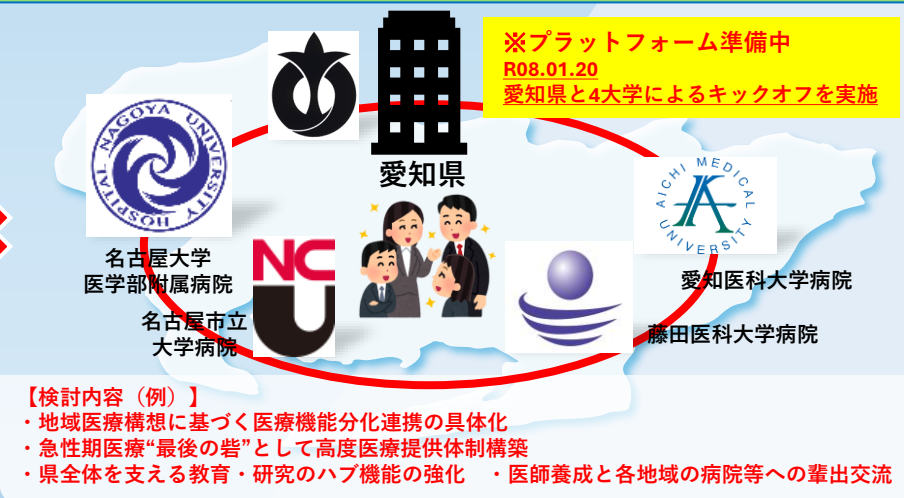 ※プラットフォーム準備中
R08.01.20
愛知県と4大学によるキックオフを実施
愛知県
NAGOYA UNIVERSITY HOSPITAL
名古屋大学
医学部附属病院
NC
U
名古屋市立
大学病院
AICHI MEDICAL UNIVERSITY
愛知医科大学病院
藤田医科大学病院
【検討内容（例）】
・地域医療構想に基づく医療機能分化連携の具体化
・急性期医療“最後の砦”として高度医療提供体制構築
・県全体を支える教育・研究のハブ機能の強化　・医師養成と各地域の病院等への輩出交流